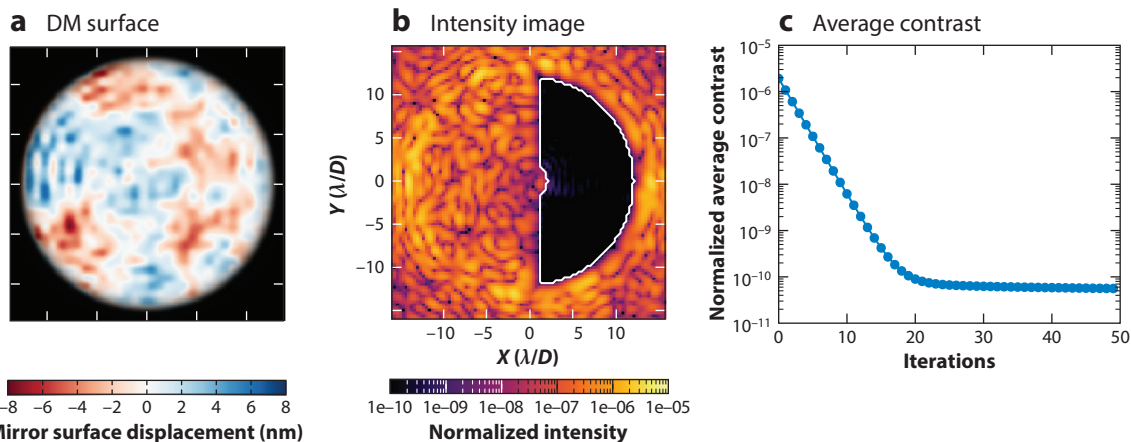 a DM surface
b Intensity image
c Average contrast
−8 −6 −4 −2 0 2 4 6 8
Mirror surface displacement (nm)
Y (λ/D)
10
5
0
−5
−10
−10 −5 0 5 10
X (λ/D)
1e−10 1e−09 1e−08 1e−07 1e−06 1e−05
Normalized intensity
Normalized average contrast
10−5
10−6
10−7
10−8
10−9
10−10
10−11
0 10 20 30 40 50
Iterations